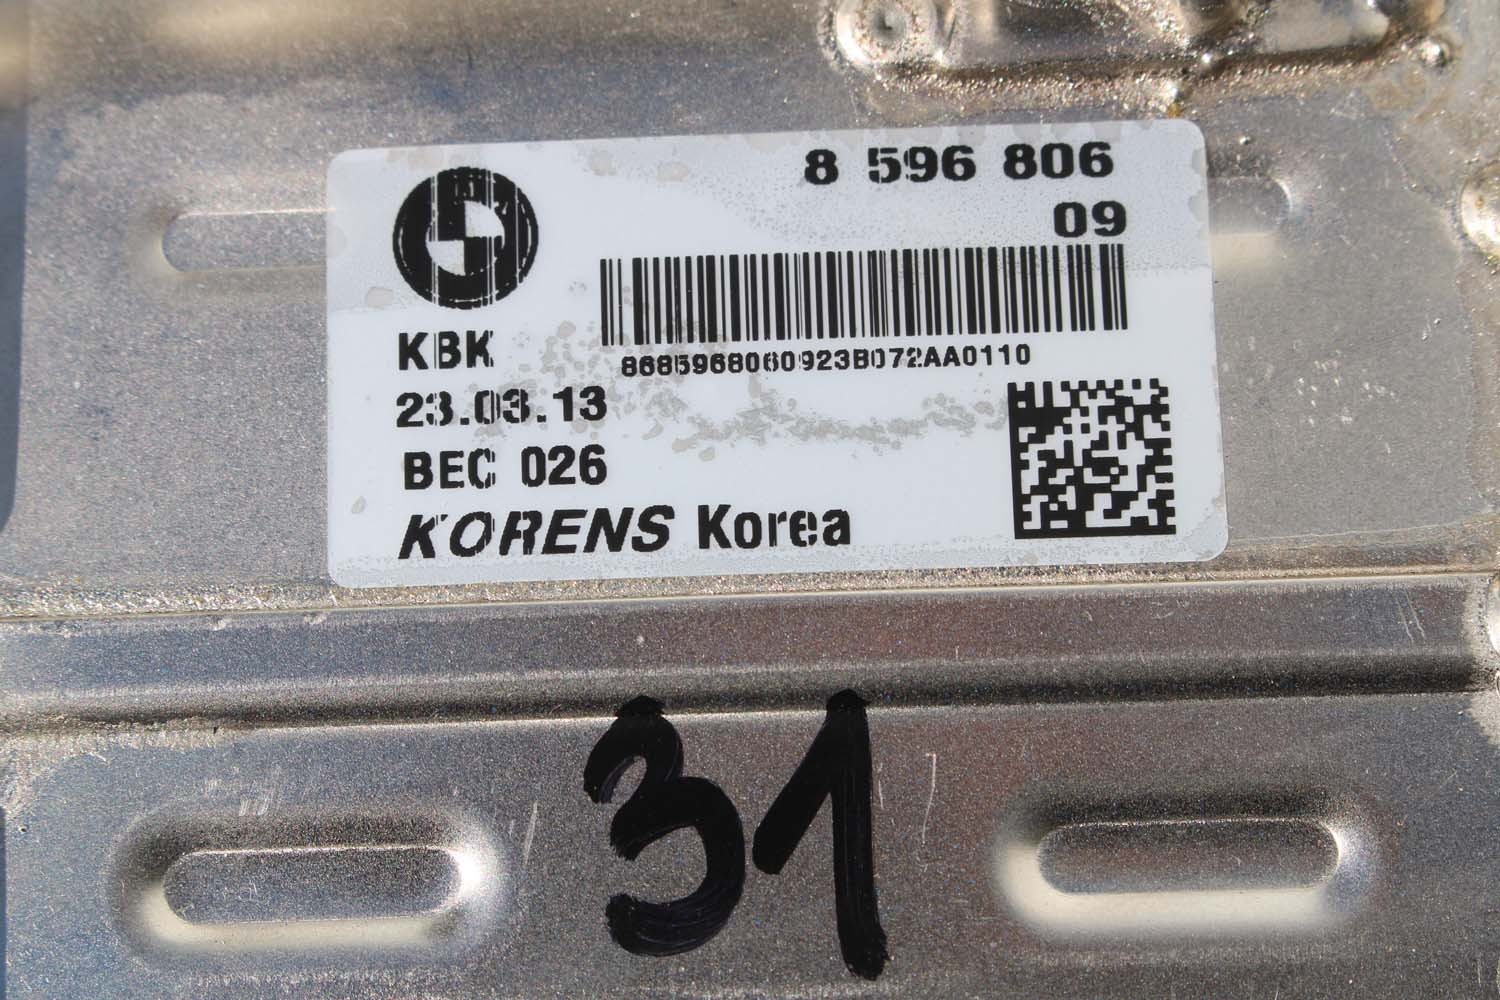 8 596 806
09
8685968060923B072AA0110
KBK
23.03.13
BEC 026
KORENS Korea
31